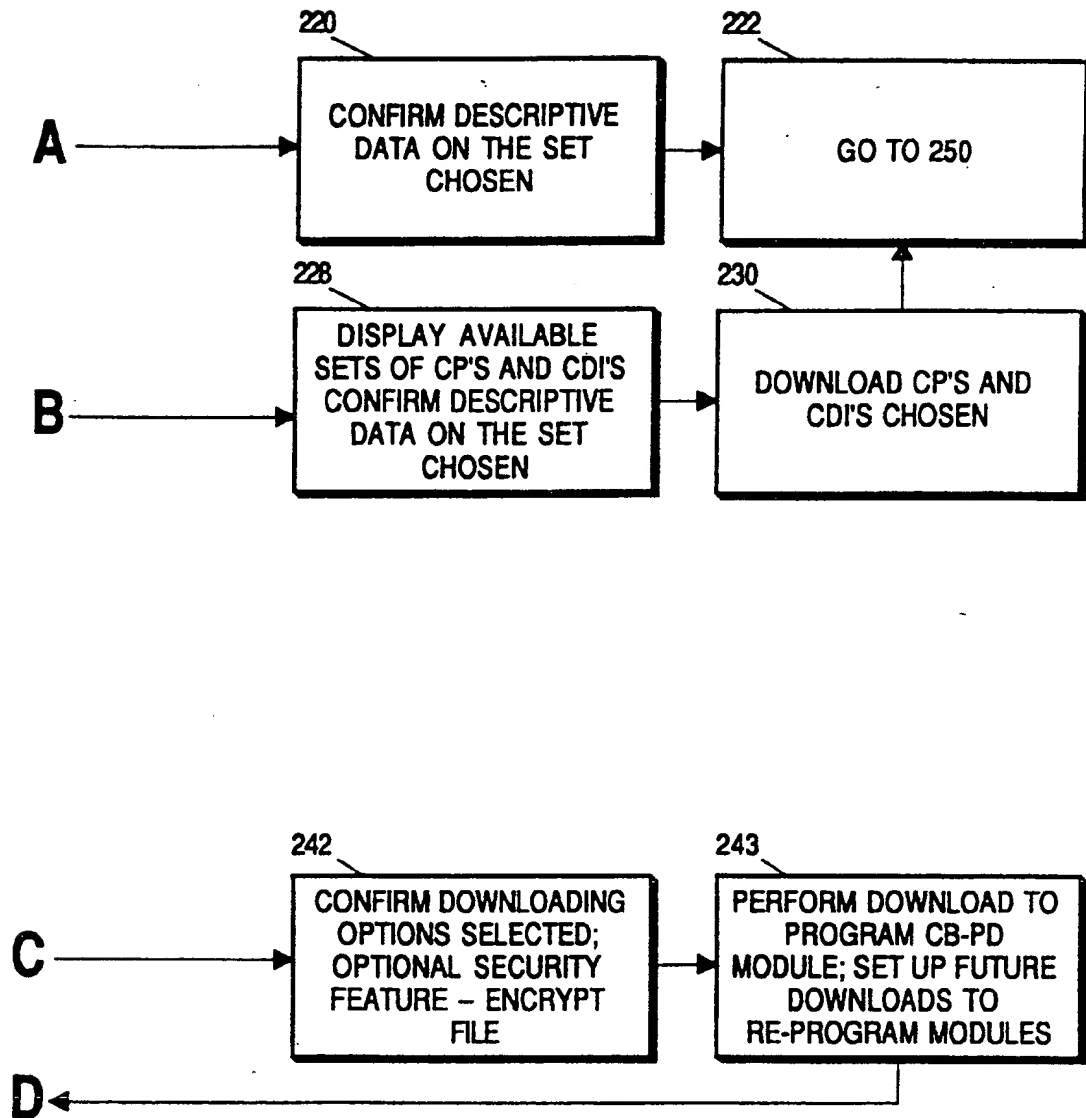 220
222
A
CONFIRM DESCRIPTIVE
DATA ON THE SET
CHOSEN
GO TO 250
228
230
B
DISPLAY AVAILABLE
SETS OF CP'S AND CDI'S
CONFIRM DESCRIPTIVE
DATA ON THE SET
CHOSEN
DOWNLOAD CP'S AND
CDI'S CHOSEN
242
243
C
CONFIRM DOWNLOADING
OPTIONS SELECTED;
OPTIONAL SECURITY
FEATURE – ENCRYPT
FILE
PERFORM DOWNLOAD TO
PROGRAM CB-PD
MODULE; SET UP FUTURE
DOWNLOADS TO
RE-PROGRAM MODULES
D